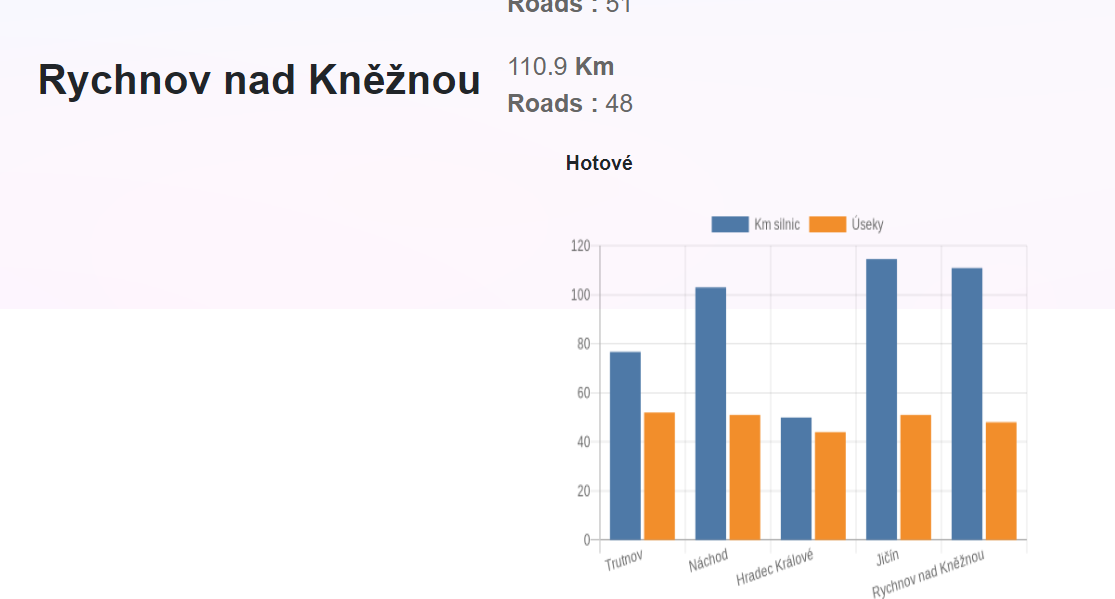 Roads : 51
Rychnov nad Kněžnou
110.9 Km
Roads : 48
Hotové
Km silnic Úseky
120
100
80
60
40
20
0
Trutnov
Náchod
Hradec Králové
Jičín
Rychnov nad Kněžnou